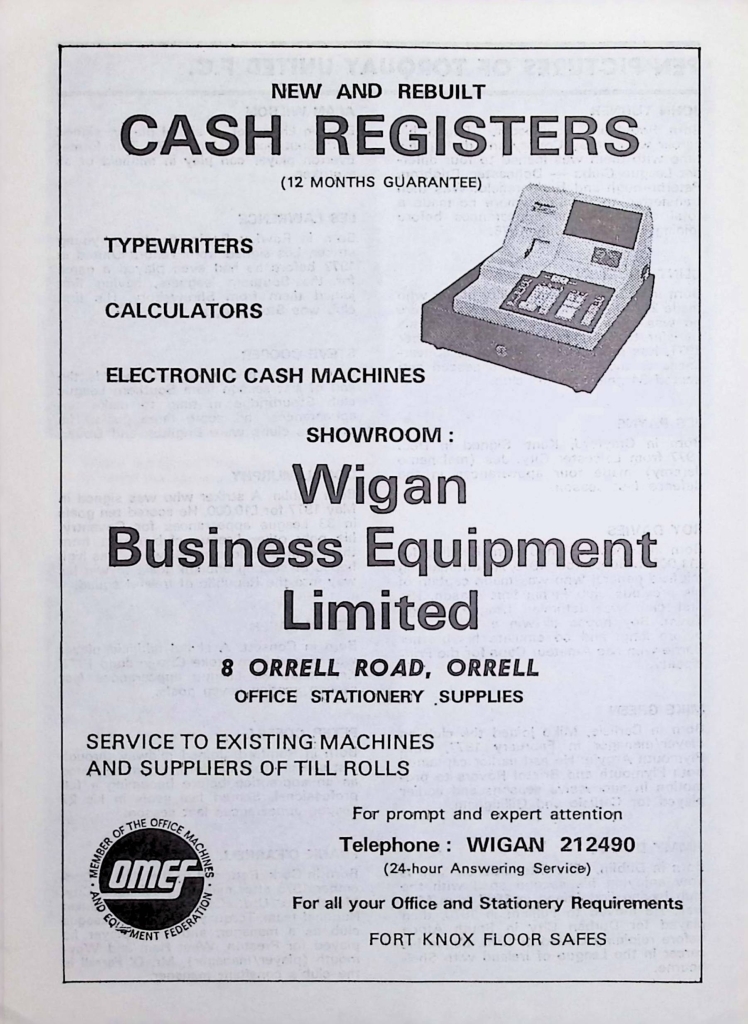 NEW AND REBUILT
CASH REGISTERS
(12 MONTHS GUARANTEE)
TYPEWRITERS
CALCULATORS
ELECTRONIC CASH MACHINES
SHOWROOM :
Wigan
Business Equipment
Limited
8 ORRELL ROAD, ORRELL
OFFICE STATIONERY SUPPLIES
SERVICE TO EXISTING MACHINES
AND SUPPLIERS OF TILL ROLLS
For prompt and expert attention
Telephone : WIGAN 212490
(24-hour Answering Service)
For all your Office and Stationery Requirements
FORT KNOX FLOOR SAFES
MEMBER OF THE OFFICE MACHINES
OMEF
AND EQUIPMENT FEDERATION